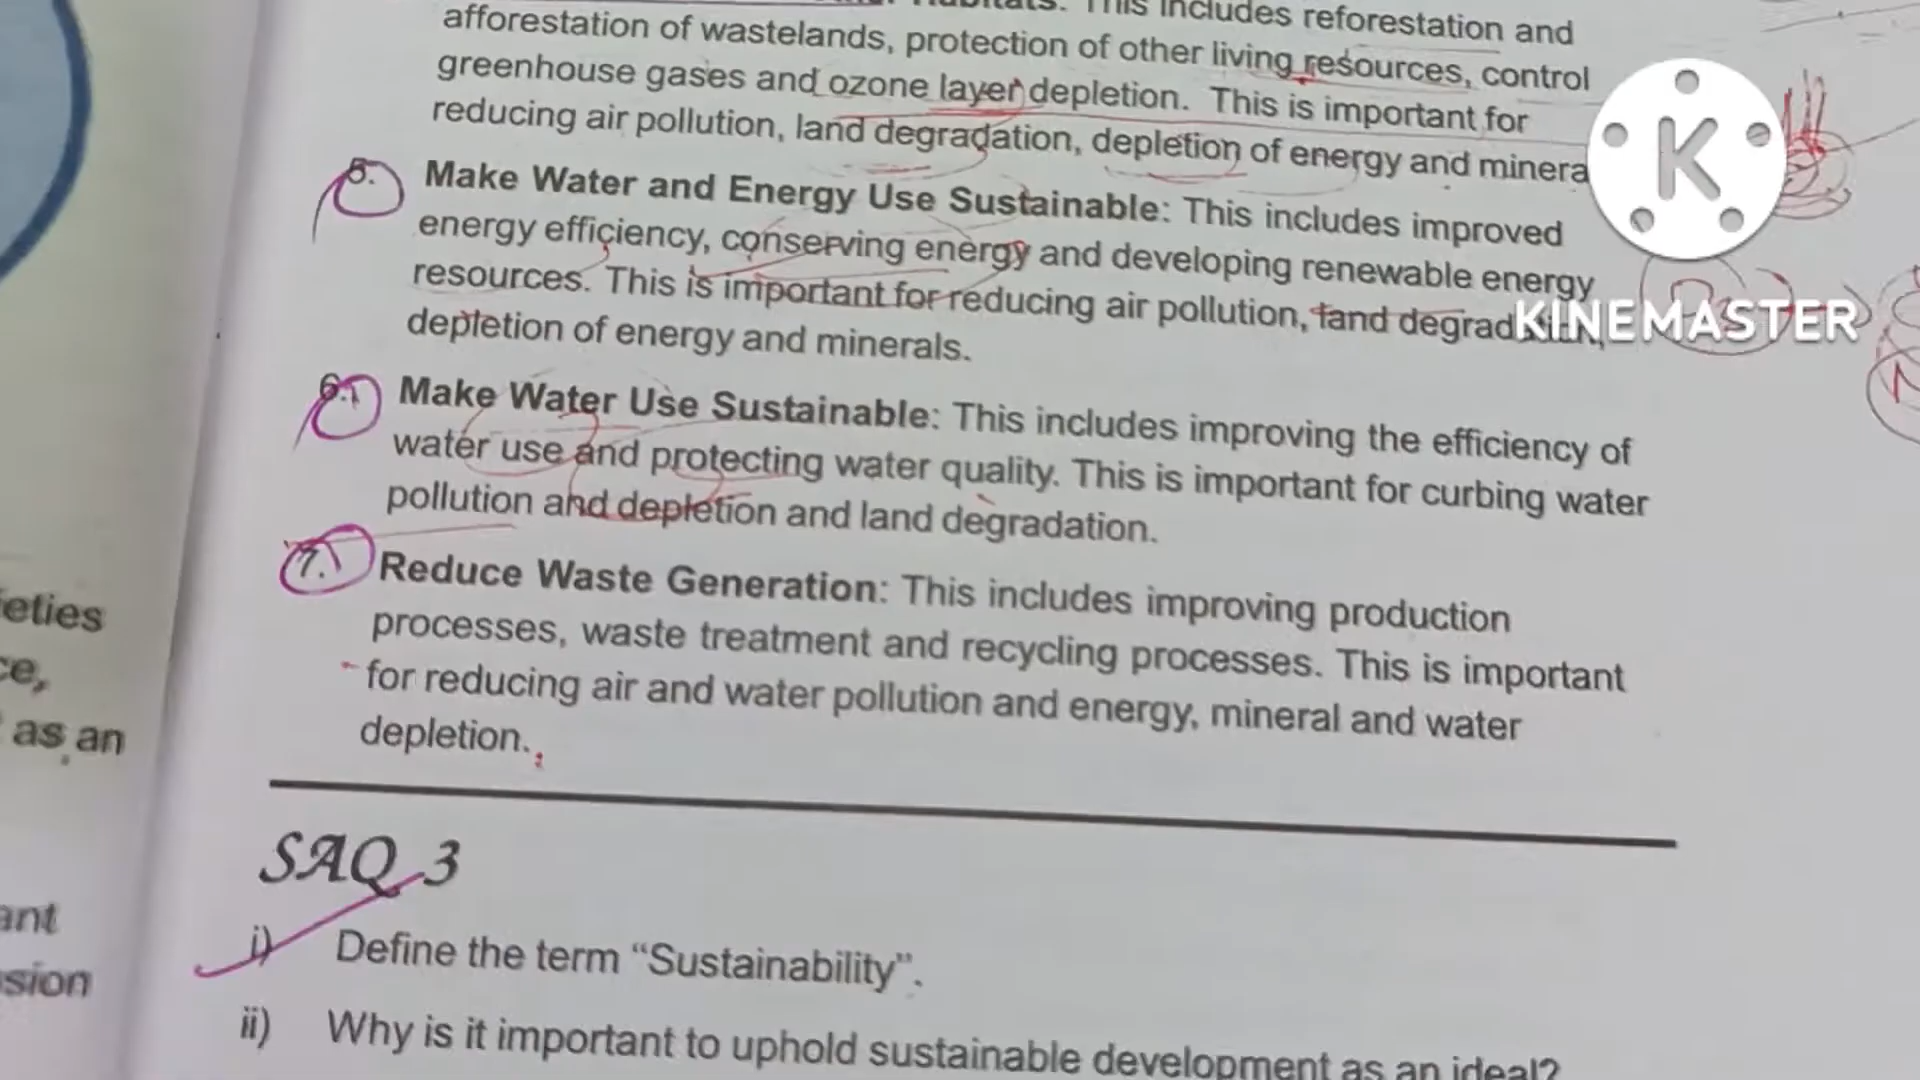 Habitats: This includes reforestation and
afforestation of wastelands, protection of other living resources, control
greenhouse gases and ozone layer depletion. This is important for
reducing air pollution, land degradation, depletion of energy and minera
5. Make Water and Energy Use Sustainable: This includes improved
energy efficiency, conserving energy and developing renewable energy
resources. This is important for reducing air pollution, land degrad
depletion of energy and minerals.
6. Make Water Use Sustainable: This includes improving the efficiency of
water use and protecting water quality. This is important for curbing water
pollution and depletion and land degradation.
7. Reduce Waste Generation: This includes improving production
processes, waste treatment and recycling processes. This is important
for reducing air and water pollution and energy, mineral and water
depletion.
SAQ 3
i) Define the term “Sustainability”.
ii) Why is it important to uphold sustainable development as an ideal?
eties
ce,
as an
ant
sion
K
KINEMASTER